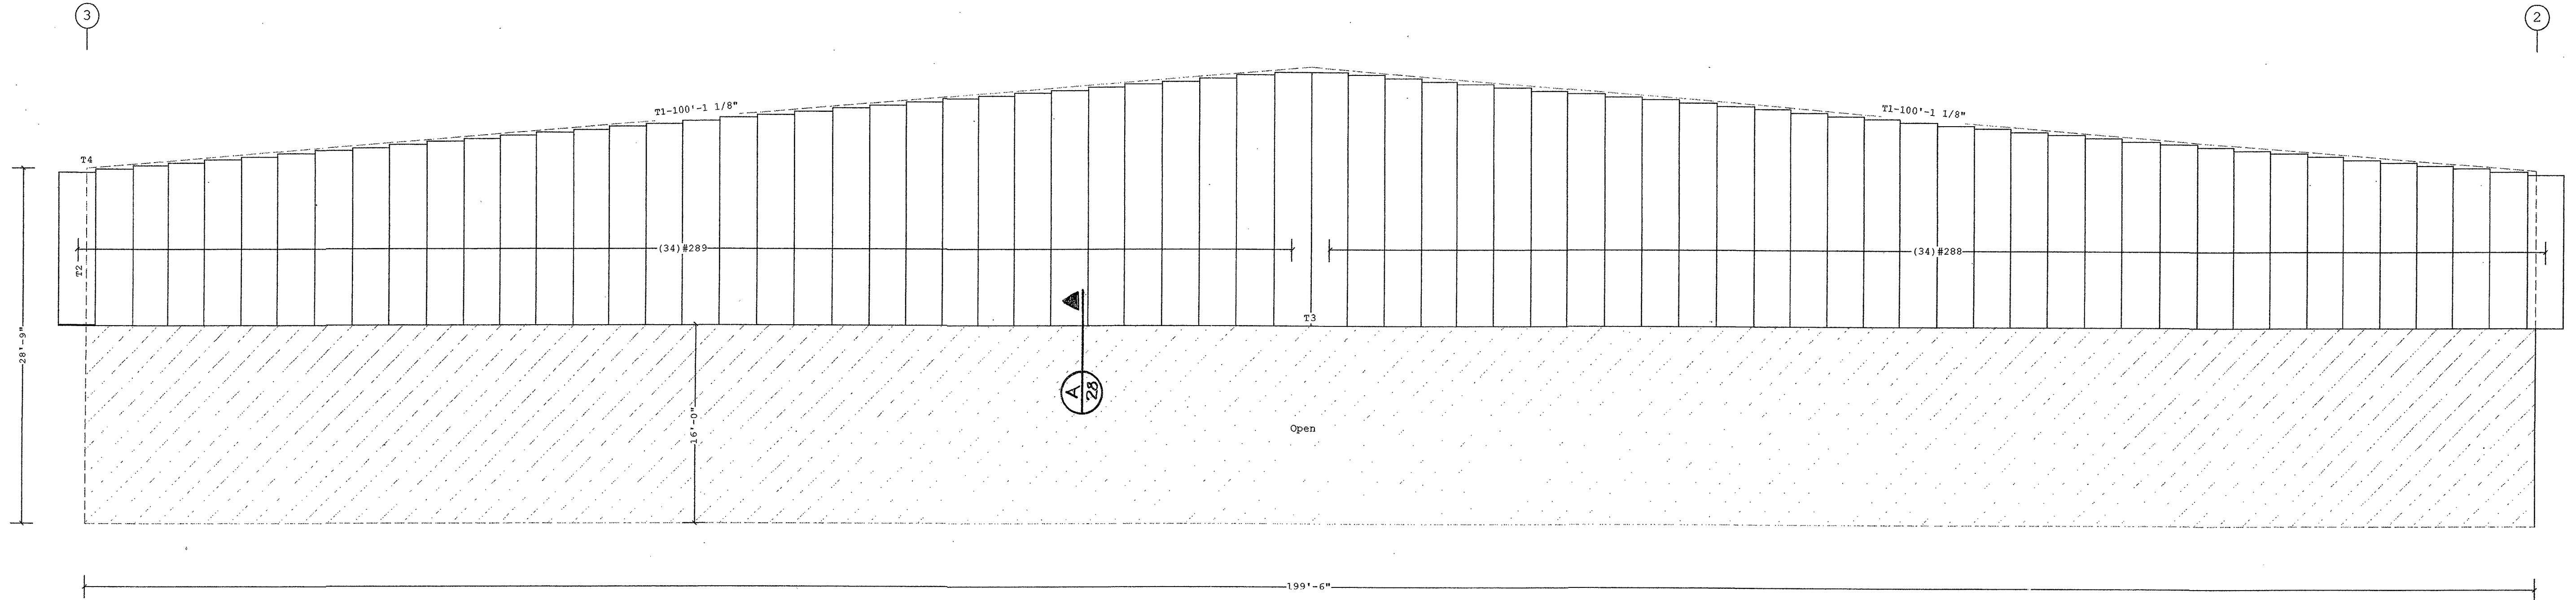 3
2
T1-100'-1 1/8"
T1-100'-1 1/8"
T4
(34)#289
(34)#288
T2
T3
28'-9"
A
28
16'-0"
Open
199'-6"